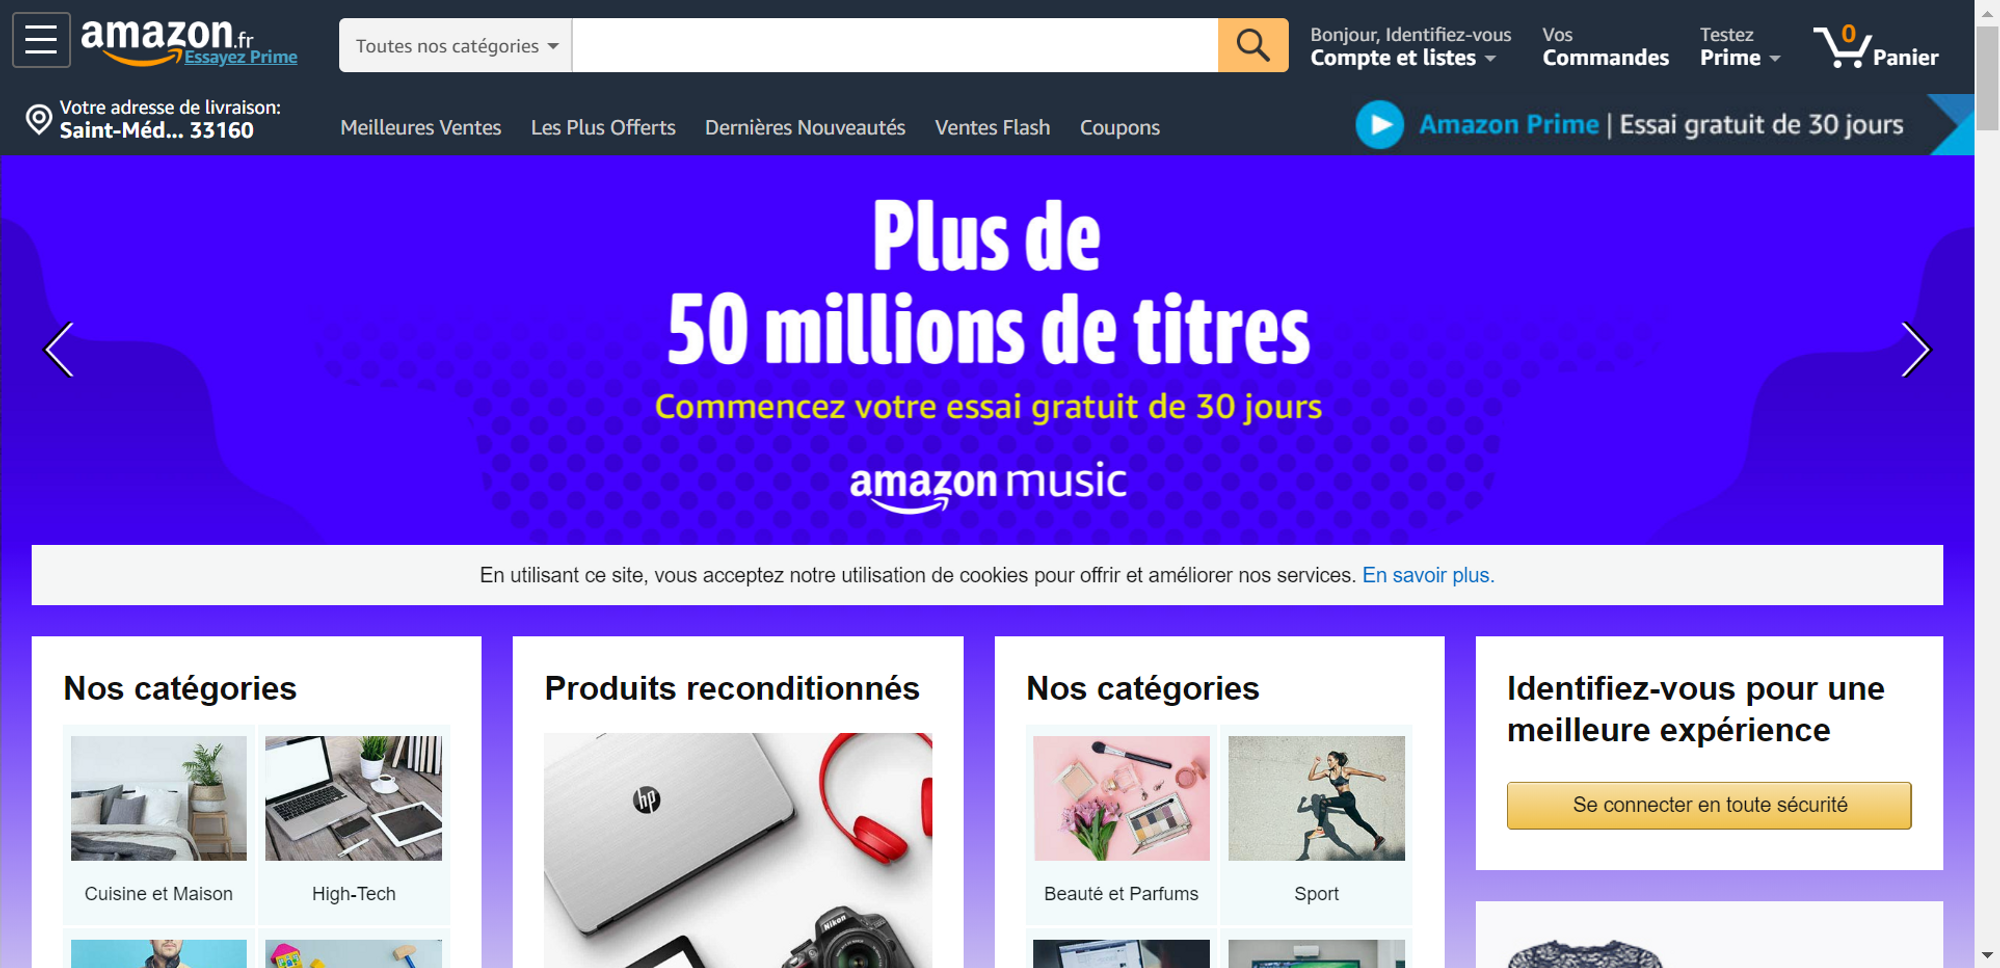 amazon.fr
Essayez Prime
Toutes nos catégories
Bonjour, Identifiez-vous
Compte et listes
Vos
Commandes
Testez
Prime
0
Panier
Votre adresse de livraison:
Saint-Méd... 33160
Meilleures Ventes
Les Plus Offerts
Dernières Nouveautés
Ventes Flash
Coupons
Amazon Prime | Essai gratuit de 30 jours
Plus de
50 millions de titres
Commencez votre essai gratuit de 30 jours
amazon music
En utilisant ce site, vous acceptez notre utilisation de cookies pour offrir et améliorer nos services. En savoir plus.
Nos catégories
Cuisine et Maison
High-Tech
Produits reconditionnés
hp
Nikon
Nos catégories
Beauté et Parfums
Sport
Identifiez-vous pour une
meilleure expérience
Se connecter en toute sécurité